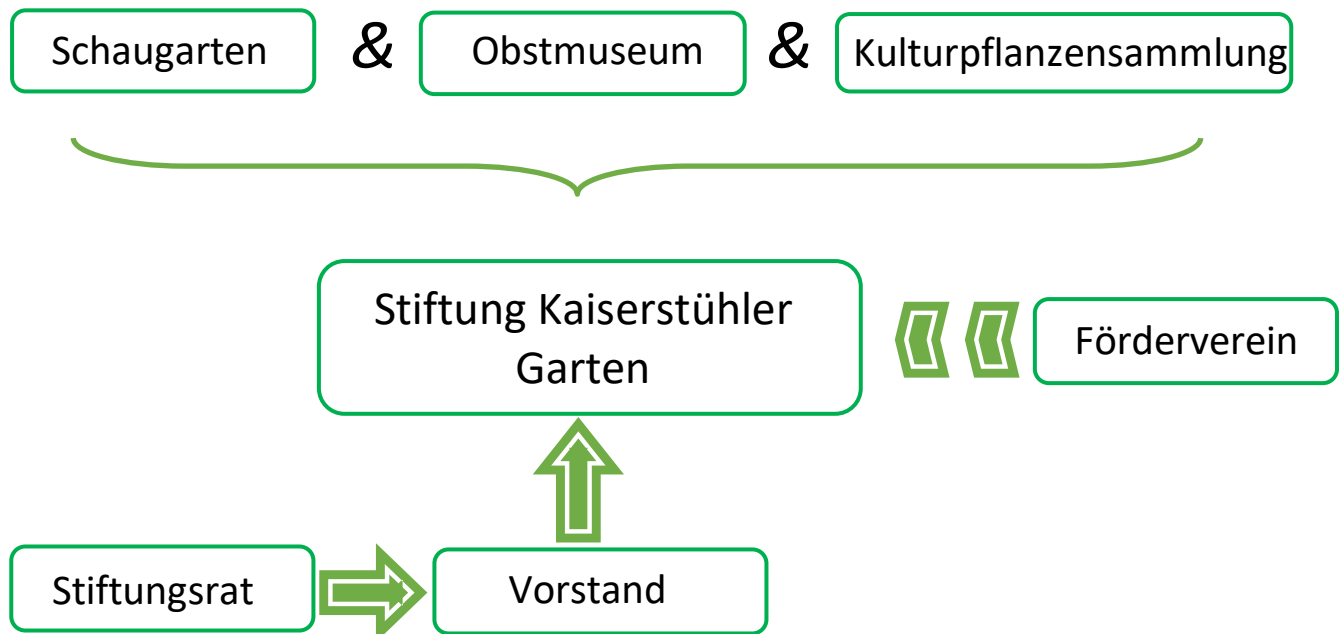 Schaugarten & Obstmuseum & Kulturpflanzensammlung
Stiftung Kaiserstühler
Garten
Förderverein
Stiftungsrat
Vorstand